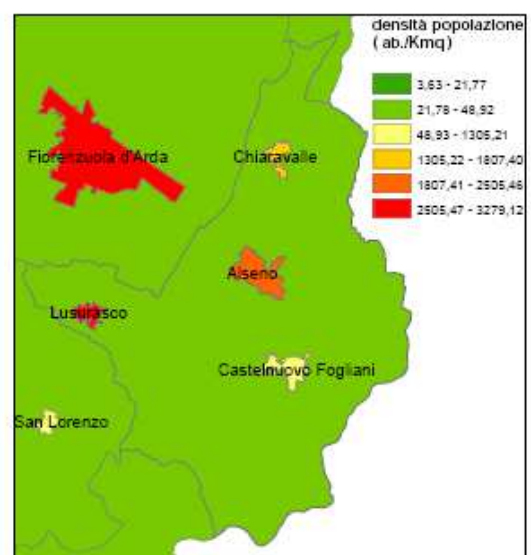 densità popolazione
( ab./Kmq)
3,63 - 21,77
21,78 - 48,92
48,93 - 1305,21
1305,22 - 1807,40
1807,41 - 2505,46
2505,47 - 3279,12
Fiorenzuola d'Arda
Chiaravalle
Alseno
Lusurasco
Castelnuovo Fogliani
San Lorenzo